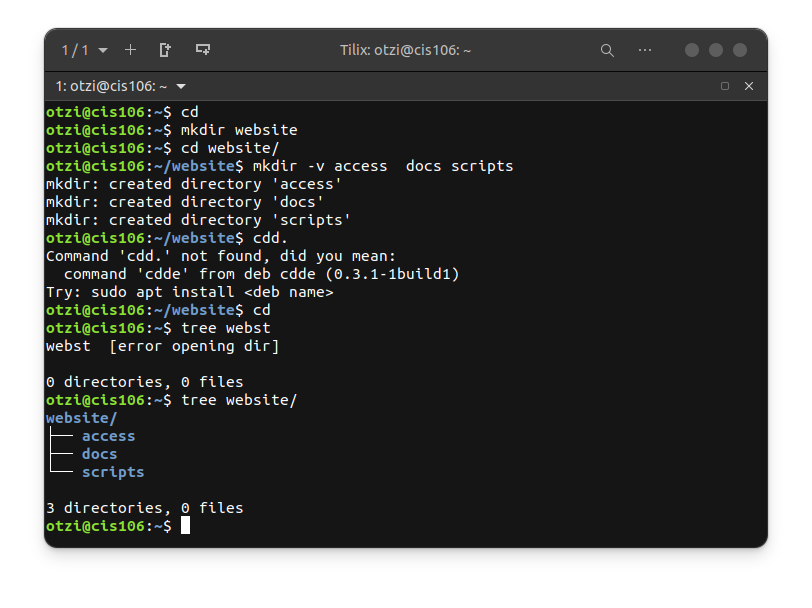 1 / 1
Tilix: otzi@cis106: ~
1: otzi@cis106: ~
otzi@cis106:~$ cd
otzi@cis106:~$ mkdir website
otzi@cis106:~$ cd website/
otzi@cis106:~/website$ mkdir -v access  docs scripts
mkdir: created directory 'access'
mkdir: created directory 'docs'
mkdir: created directory 'scripts'
otzi@cis106:~/website$ cdd.
Command 'cdd.' not found, did you mean:
  command 'cdde' from deb cdde (0.3.1-1build1)
Try: sudo apt install <deb name>
otzi@cis106:~/website$ cd
otzi@cis106:~$ tree webst
webst  [error opening dir]
0 directories, 0 files
otzi@cis106:~$ tree website/
website/
├── access
├── docs
└── scripts
3 directories, 0 files
otzi@cis106:~$